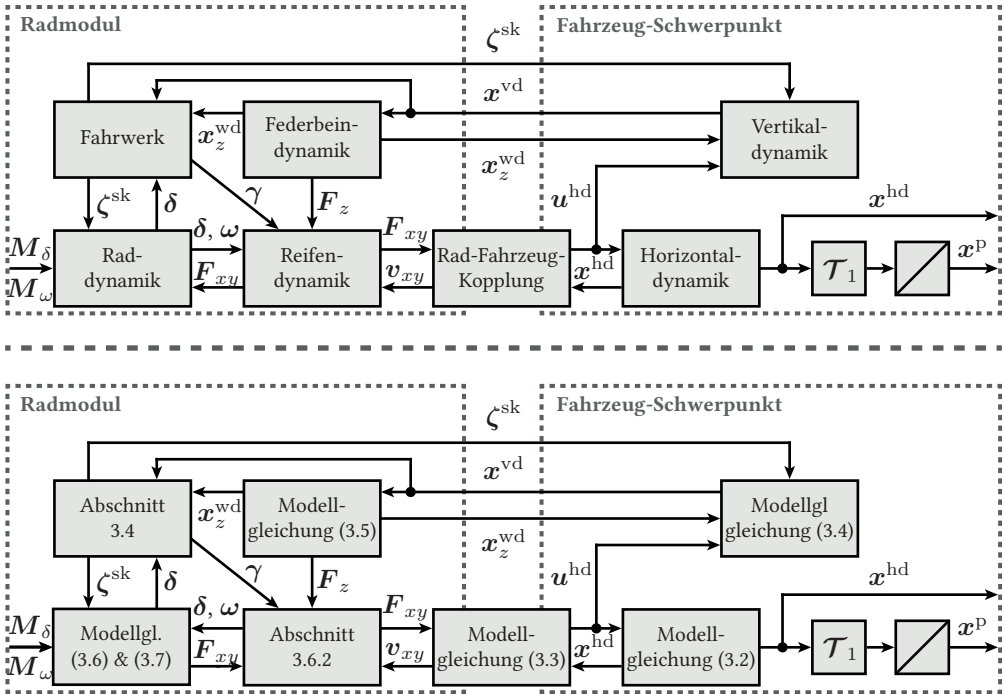 Radmodul
Fahrzeug-Schwerpunkt
ζ^sk
x^vd
Fahrwerk
x_z^wd
Federbein-
dynamik
Vertikal-
dynamik
x_z^wd
ζ^sk
δ
γ
F_z
u^hd
x^hd
M_δ
M_ω
Rad-
dynamik
δ, ω
F_xy
Reifen-
dynamik
F_xy
v_xy
Rad-Fahrzeug-
Kopplung
x^hd
Horizontal-
dynamik
𝒯_1
x^p
Radmodul
Fahrzeug-Schwerpunkt
ζ^sk
x^vd
Abschnitt
3.4
x_z^wd
Modell-
gleichung (3.5)
Modellgl
gleichung (3.4)
x_z^wd
ζ^sk
δ
γ
F_z
u^hd
x^hd
M_δ
M_ω
Modellgl.
(3.6) & (3.7)
δ, ω
F_xy
Abschnitt
3.6.2
F_xy
v_xy
Modell-
gleichung (3.3)
x^hd
Modell-
gleichung (3.2)
𝒯_1
x^p